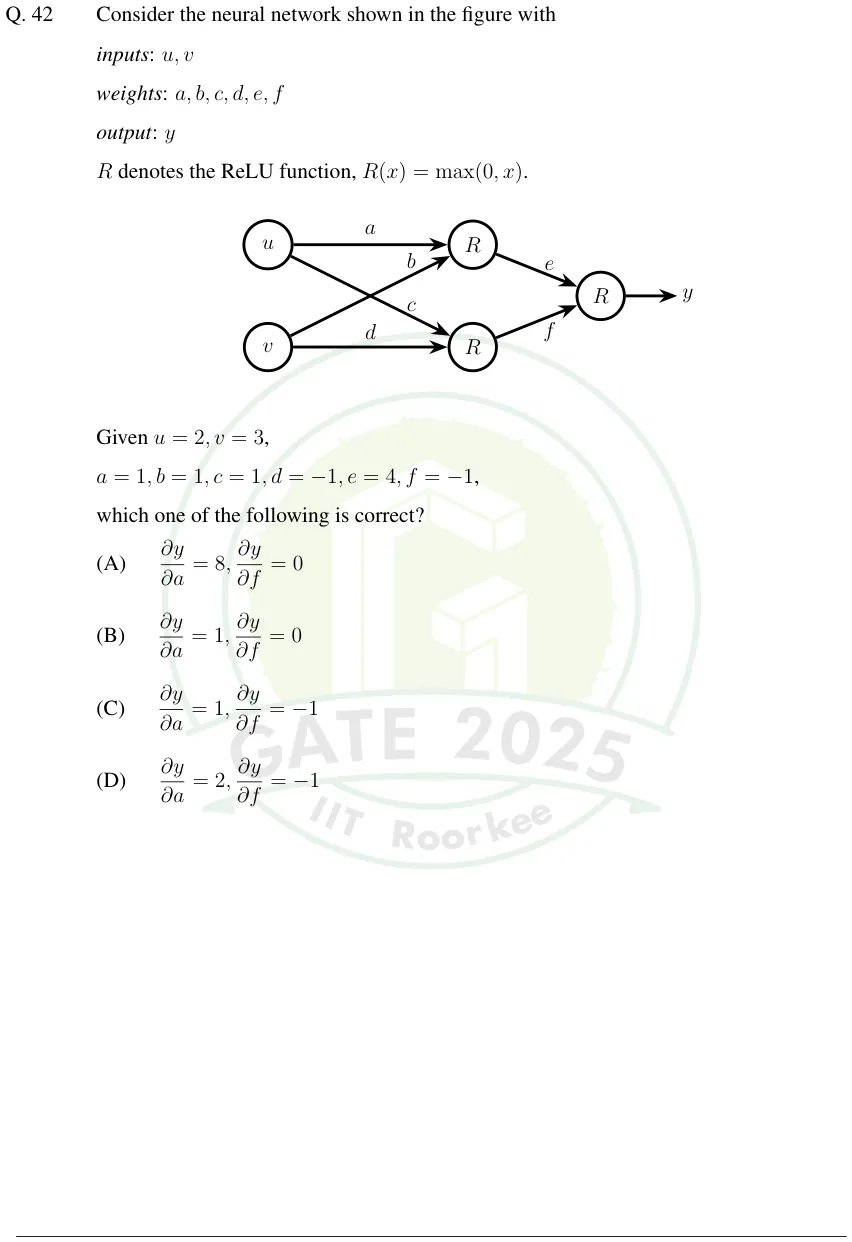 Q. 42 Consider the neural network shown in the figure with
inputs: u, v
weights: a, b, c, d, e, f
output: y
R denotes the ReLU function, R(x) = max(0, x).
u a R
b e
R y
c
v d R f
Given u = 2, v = 3,
a = 1, b = 1, c = 1, d = −1, e = 4, f = −1,
which one of the following is correct?
(A) ∂y/∂a = 8, ∂y/∂f = 0
(B) ∂y/∂a = 1, ∂y/∂f = 0
(C) ∂y/∂a = 1, ∂y/∂f = −1
(D) ∂y/∂a = 2, ∂y/∂f = −1
GATE 2025
IIT Roorkee